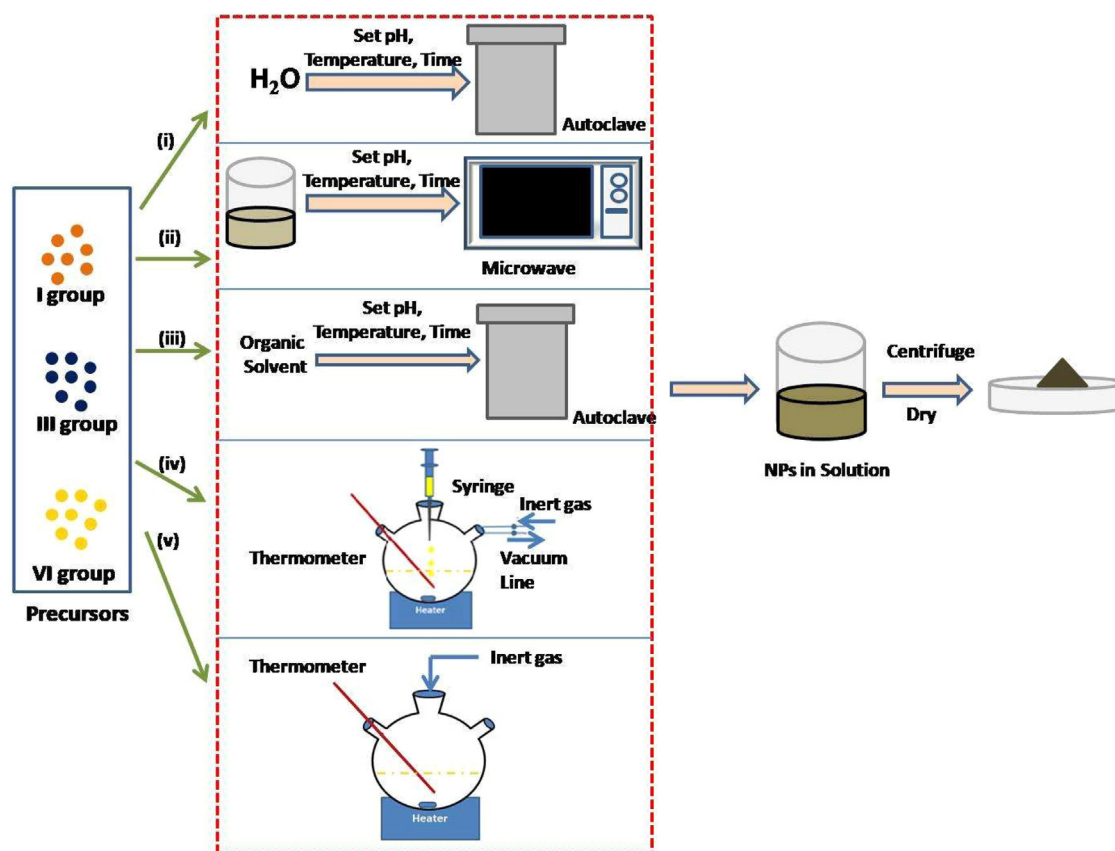 Set pH,
Temperature, Time
H₂O
Autoclave
(i)
Set pH,
Temperature, Time
Microwave
(ii)
I group
(iii)
Set pH,
Temperature, Time
Organic
Solvent
Autoclave
III group
(iv)
Syringe
Inert gas
Thermometer
Vacuum
Line
Heater
(v)
VI group
Precursors
Thermometer
Inert gas
Heater
NPs in Solution
Centrifuge
Dry